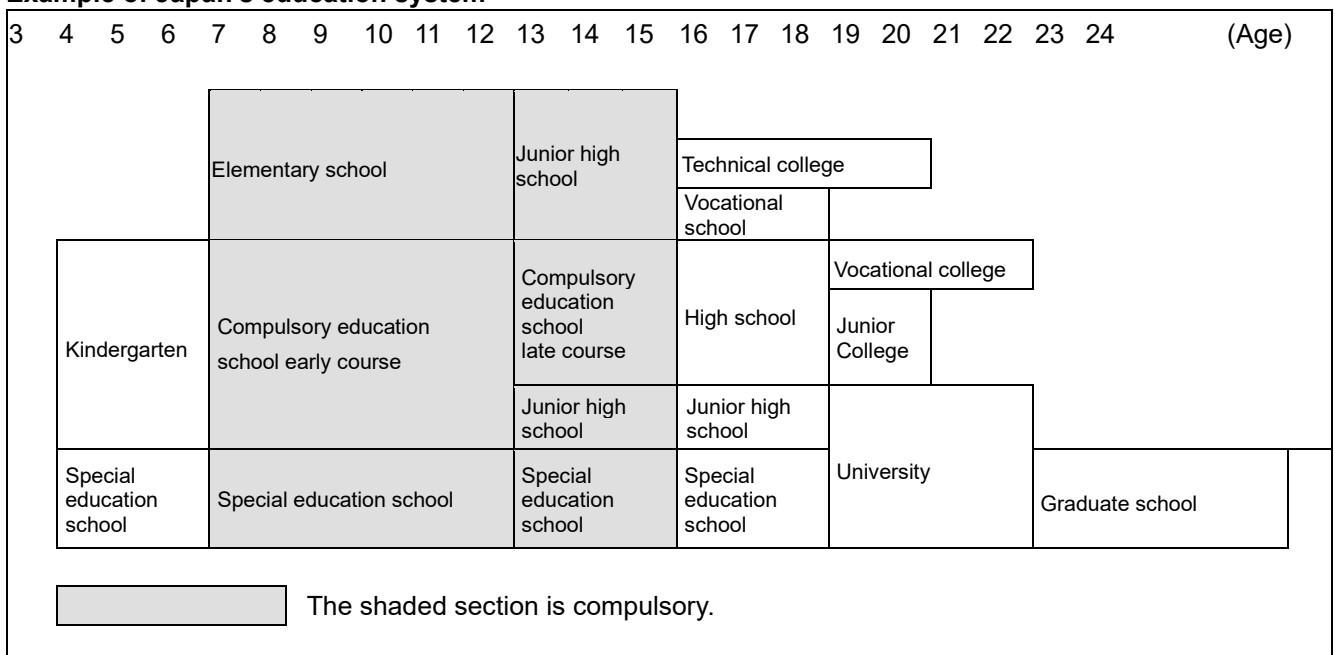 Example of Japan's education system
3 4 5 6 7 8 9 10 11 12 13 14 15 16 17 18 19 20 21 22 23 24 (Age)
Elementary school
Junior high
school
Technical college
Vocational
school
Kindergarten
Compulsory education
school early course
Compulsory
education
school
late course
High school
Vocational college
Junior
College
Junior high
school
Junior high
school
University
Special
education
school
Special education school
Special
education
school
Special
education
school
Graduate school
The shaded section is compulsory.